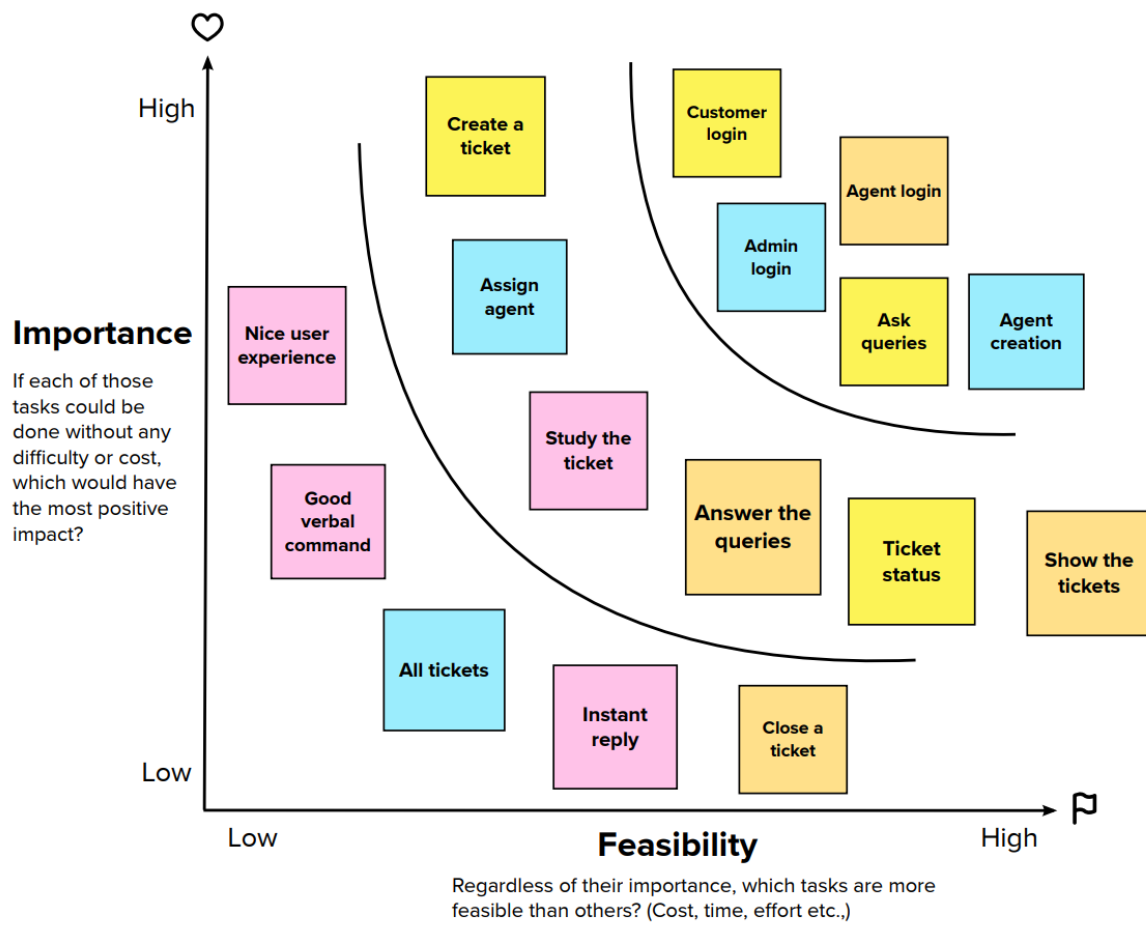 High
Create a
ticket
Customer
login
Agent login
Admin
login
Assign
agent
Ask
queries
Agent
creation
Nice user
experience
Importance
If each of those
tasks could be
done without any
difficulty or cost,
which would have
the most positive
impact?
Study the
ticket
Good
verbal
command
Answer the
queries
Ticket
status
Show the
tickets
All tickets
Instant
reply
Close a
ticket
Low
Low
Feasibility
High
Regardless of their importance, which tasks are more
feasible than others? (Cost, time, effort etc.,)